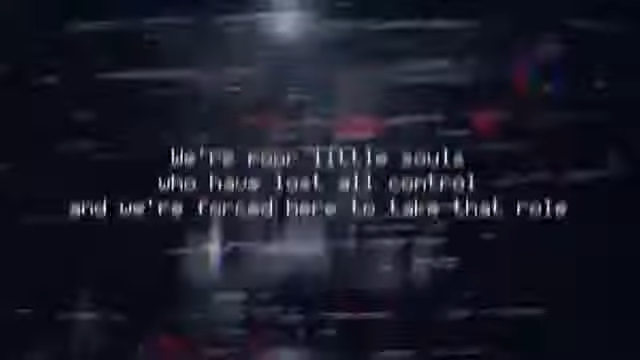 We're poor little souls
who have lost all control
and we're forced here to take that role